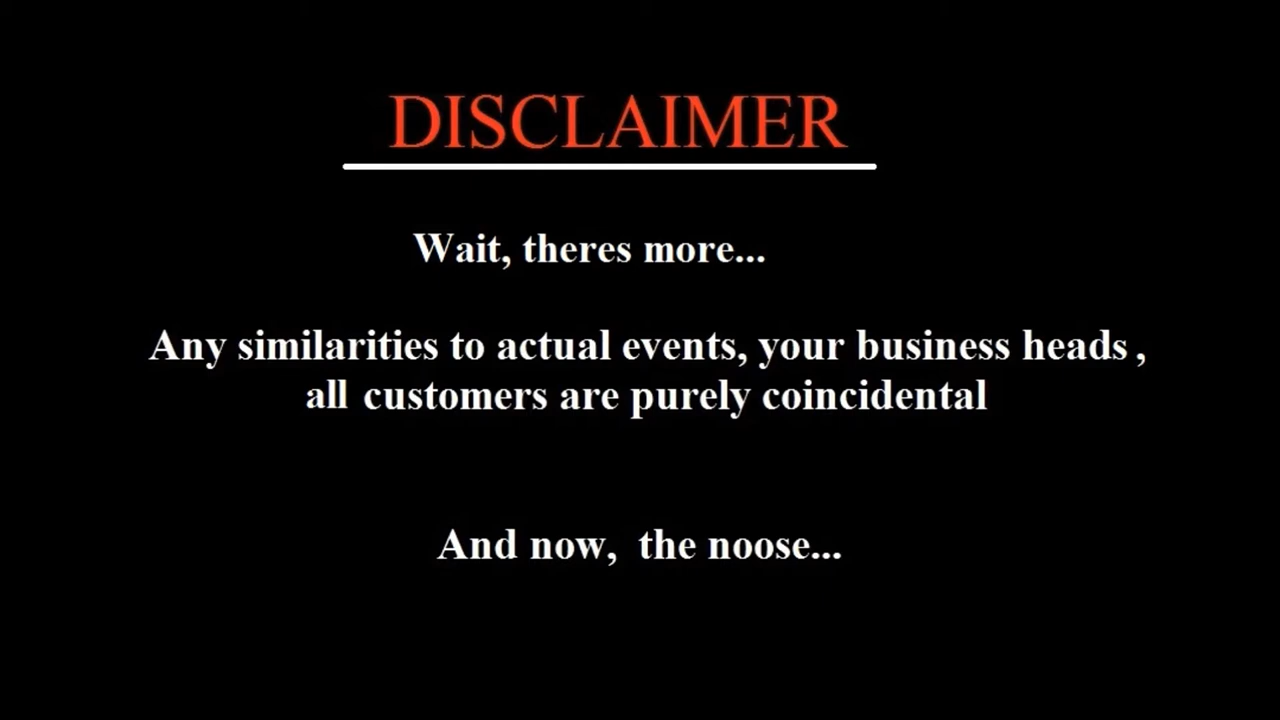 DISCLAIMER
Wait, theres more...
Any similarities to actual events, your business heads ,
all customers are purely coincidental
And now, the noose...